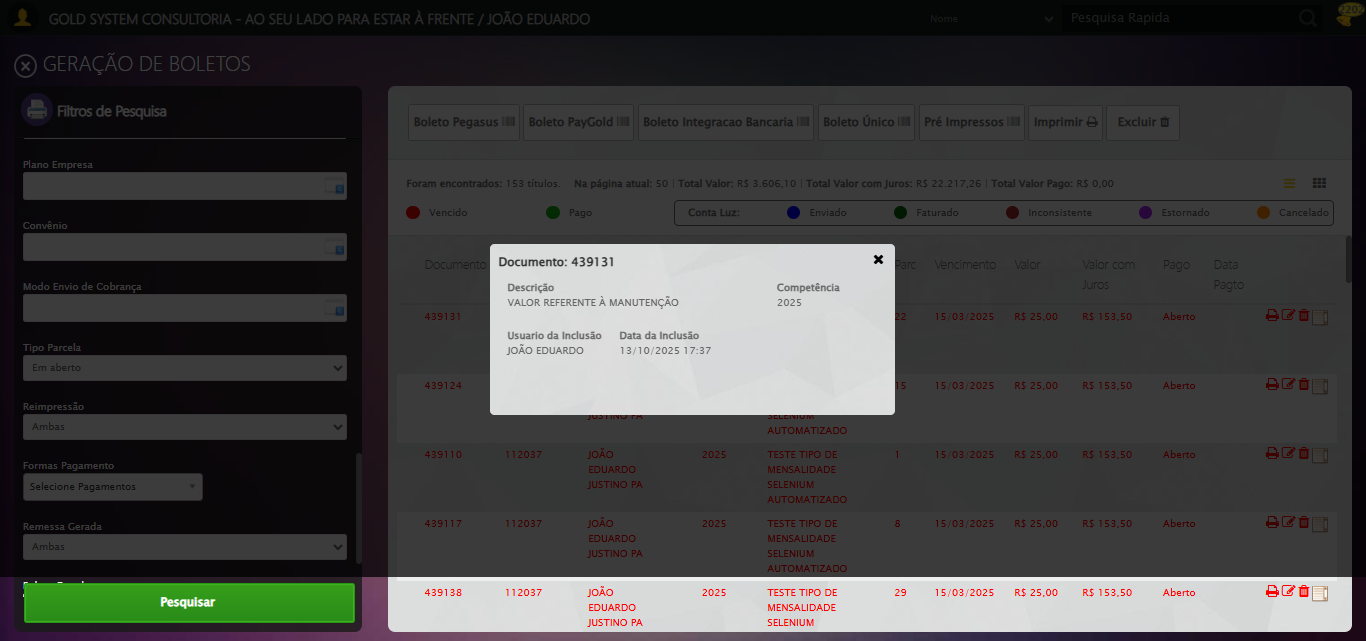 GOLD SYSTEM CONSULTORIA - AO SEU LADO PARA ESTAR À FRENTE / JOÃO EDUARDO
Nome
Pesquisa Rapida
GERAÇÃO DE BOLETOS
Filtros de Pesquisa
Plano Empresa
Convênio
Modo Envio de Cobrança
Tipo Parcela
Em aberto
Reimpressão
Ambas
Formas Pagamento
Selecione Pagamentos
Remessa Gerada
Ambas
Pesquisar
Boleto Pegasus
Boleto PayGold
Boleto Integracao Bancaria
Boleto Único
Pré Impressos
Imprimir
Excluir
Foram encontrados: 153 títulos. Na página atual: 50 | Total Valor: R$ 3.606,10 | Total Valor com Juros: R$ 22.217,26 | Total Valor Pago: R$ 0,00
Vencido
Pago
Conta Luz:
Enviado
Faturado
Inconsistente
Estornado
Cancelado
Documento Parc Vencimento Valor Valor com Pago Data
Juros Pagto
Documento: 439131
Descrição Competência
VALOR REFERENTE À MANUTENÇÃO 2025
Usuario da Inclusão Data da Inclusão
JOÃO EDUARDO 13/10/2025 17:37
439131 22 15/03/2025 R$ 25,00 R$ 153,50 Aberto
439124 15 15/03/2025 R$ 25,00 R$ 153,50 Aberto
JUSTINO PA SELENIUM
AUTOMATIZADO
439110 112037 JOÃO 2025 TESTE TIPO DE 1 15/03/2025 R$ 25,00 R$ 153,50 Aberto
EDUARDO MENSALIDADE
JUSTINO PA SELENIUM
AUTOMATIZADO
439117 112037 JOÃO 2025 TESTE TIPO DE 8 15/03/2025 R$ 25,00 R$ 153,50 Aberto
EDUARDO MENSALIDADE
JUSTINO PA SELENIUM
AUTOMATIZADO
439138 112037 JOÃO 2025 TESTE TIPO DE 29 15/03/2025 R$ 25,00 R$ 153,50 Aberto
EDUARDO MENSALIDADE
JUSTINO PA SELENIUM